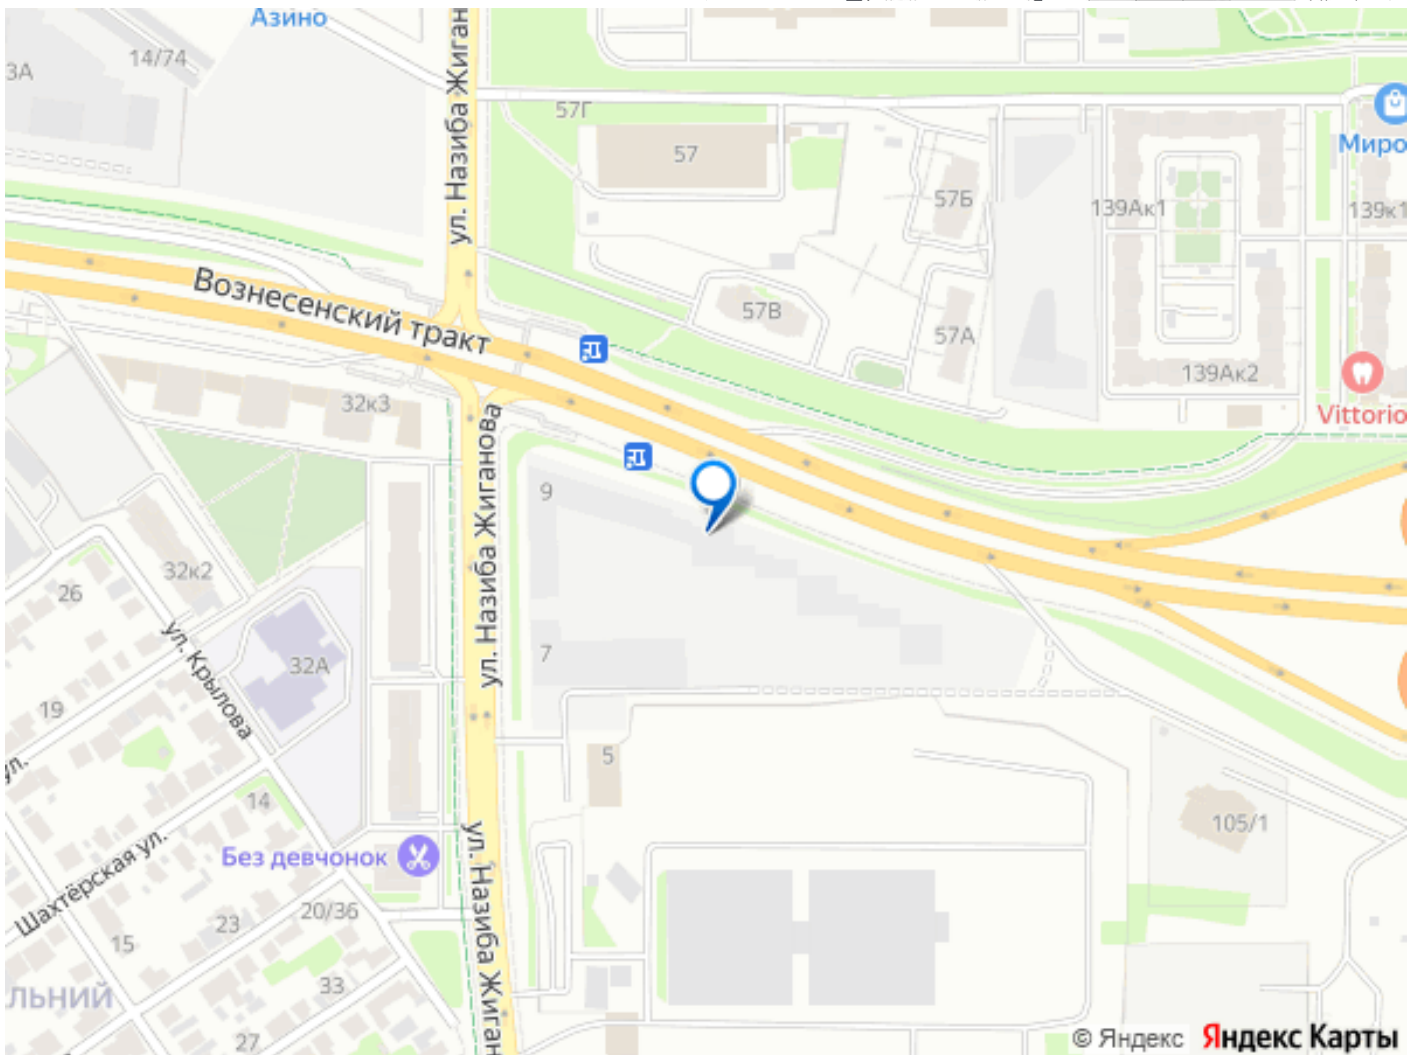 Азино
14/74
3А
ул. Назиба Жиган
57Г
57
Миро
57Б
139Ак1
139к1
Вознесенский тракт
57В
57А
139Ак2
32к3
Vittorio
ул. Назиба Жиганова
9
32к2
26
ул. Крылова
7
32А
19
ул.
5
14
105/1
Шахтёрская ул.
Без девчонок
ул. Назиба Жиган
20/36
23
15
33
ЛЬНИЙ
27
© Яндекс Яндекс Карты